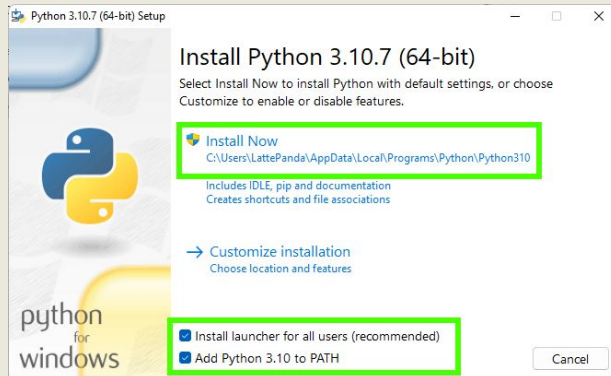 Python 3.10.7 (64-bit) Setup
Install Python 3.10.7 (64-bit)
Select Install Now to install Python with default settings, or choose
Customize to enable or disable features.
Install Now
C:\Users\LattePanda\AppData\Local\Programs\Python\Python310
Includes IDLE, pip and documentation
Creates shortcuts and file associations
Customize installation
Choose location and features
python
for
windows
Install launcher for all users (recommended)
Add Python 3.10 to PATH
Cancel